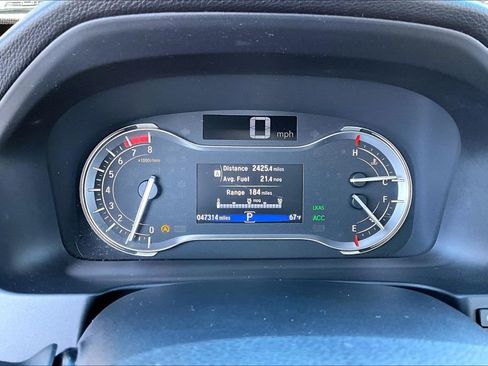 0 mph
8
7
6
5
4
3
2
1
0
x1000r/min
A Distance 2425.4 miles
Avg. Fuel 21.4 mpg
Range 184 miles
mpg
047314 miles P 67°F
LKAS
ACC
H
C
F
E